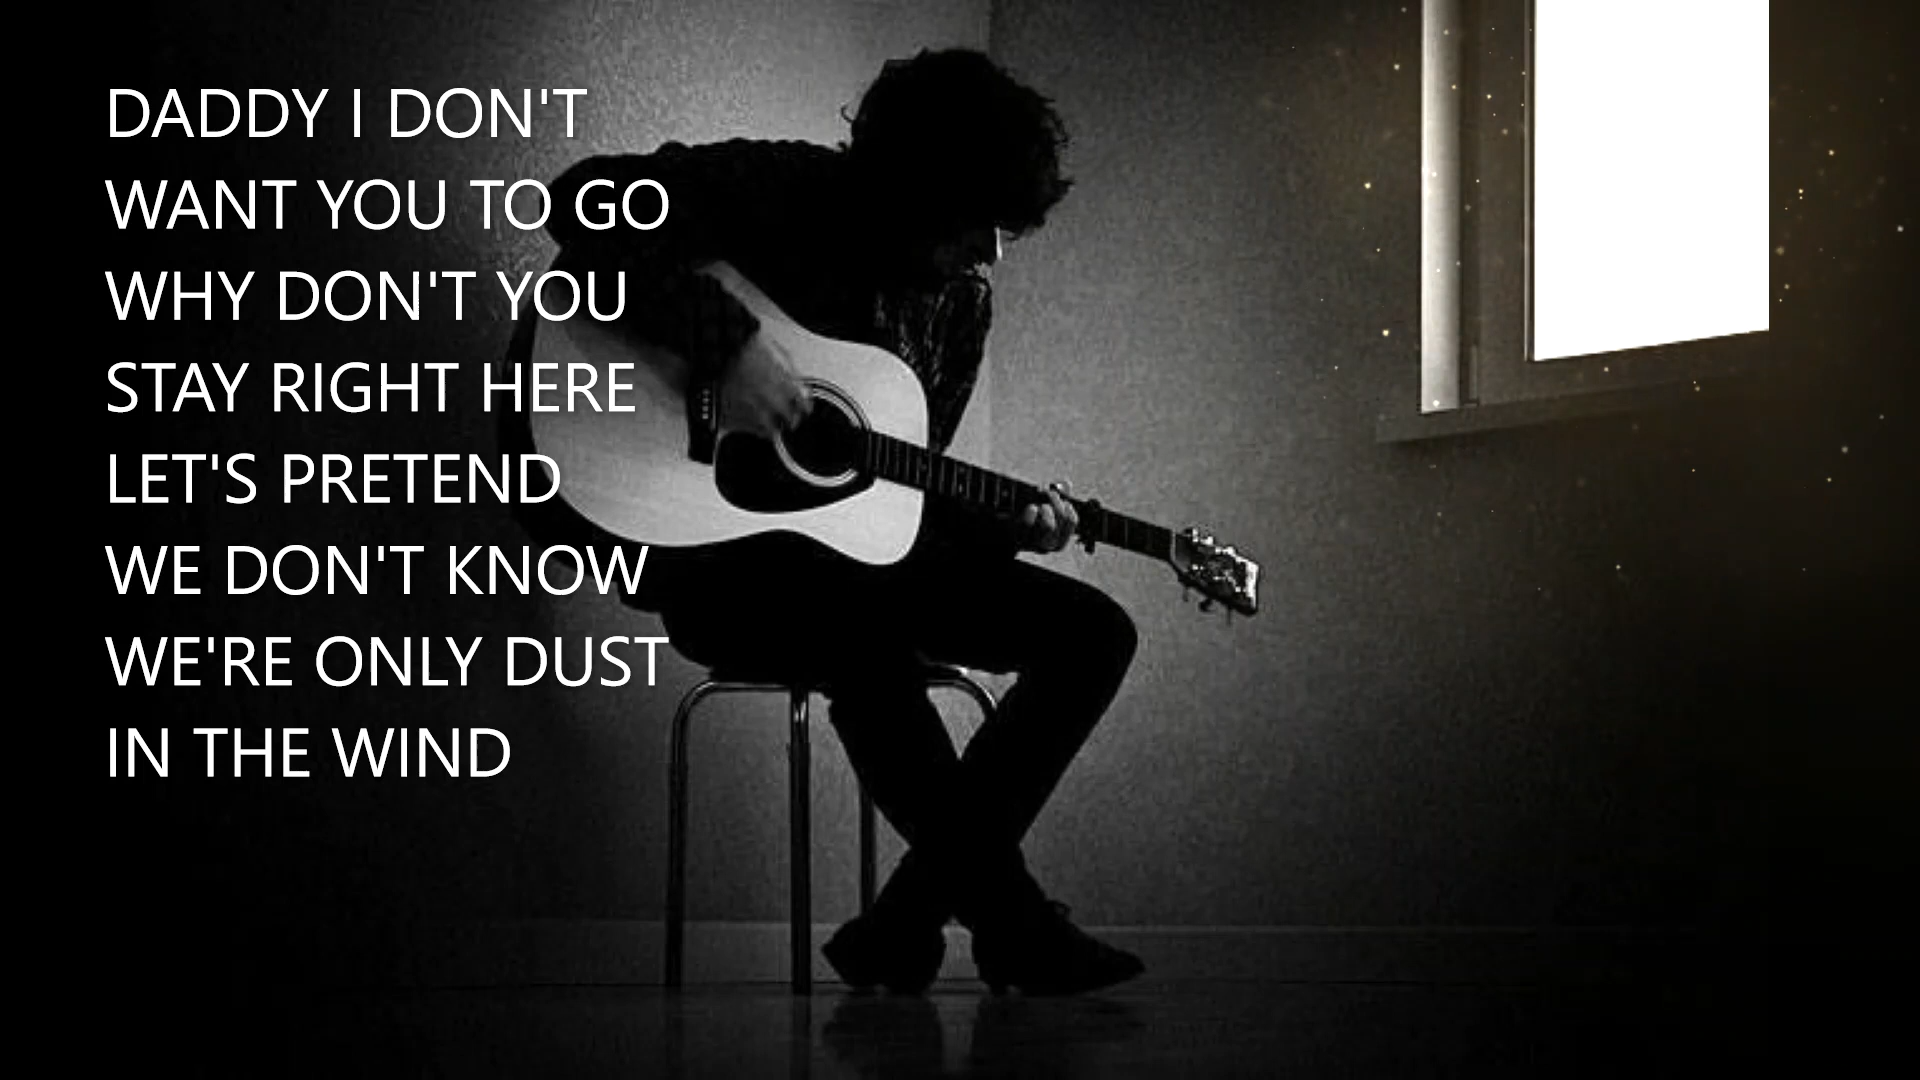 DADDY I DON'T
WANT YOU TO GO
WHY DON'T YOU
STAY RIGHT HERE
LET'S PRETEND
WE DON'T KNOW
WE'RE ONLY DUST
IN THE WIND